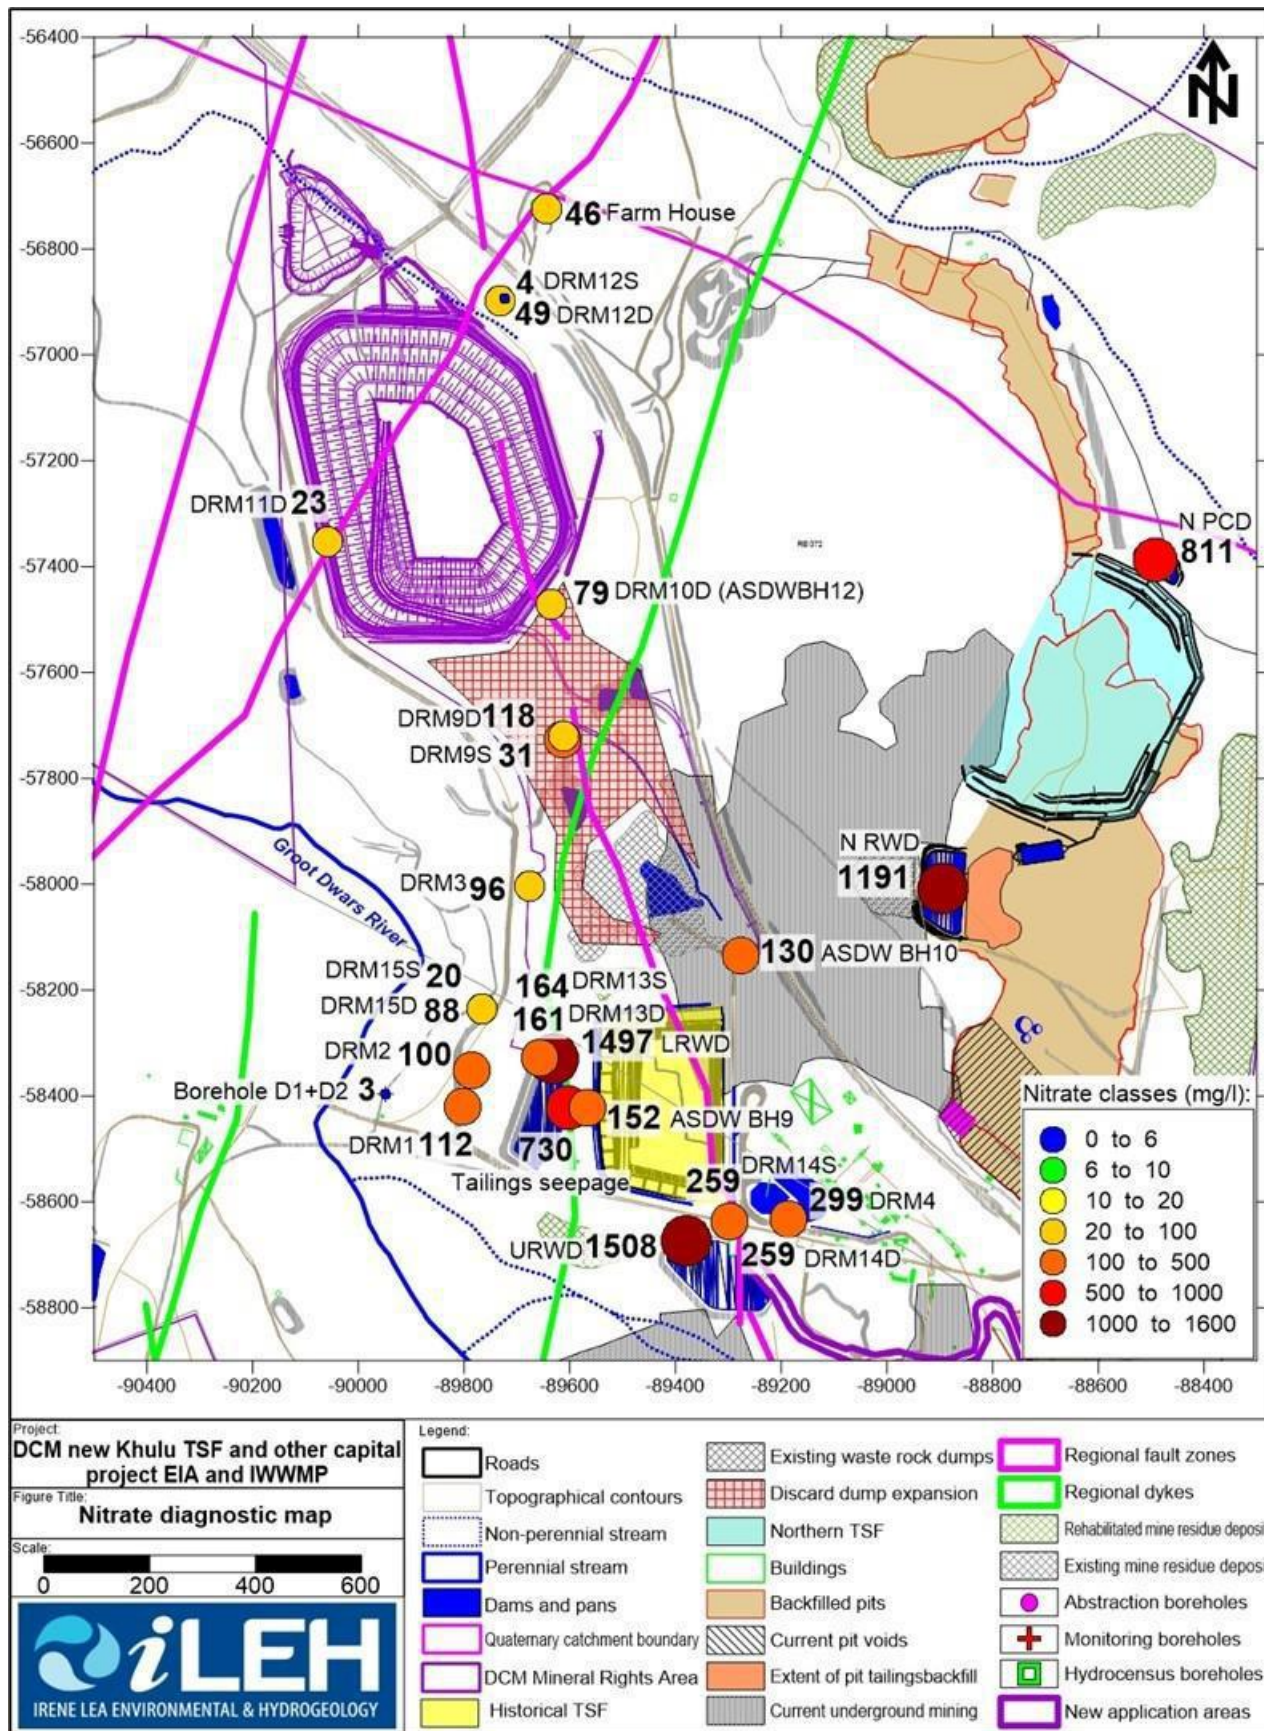 -56400
-56600
-56800
-57000
-57200
-57400
-57600
-57800
-58000
-58200
-58400
-58600
-58800
N
46 Farm House
4 DRM12S
49 DRM12D
DRM11D 23
N PCD
811
79 DRM10D (ASDWBH12)
DRM9D 118
DRM9S 31
Groot Dwars River
N RWD
1191
DRM3 96
130 ASDW BH10
DRM15S 20
164 DRM13S
DRM15D 88
161 DRM13D
1497 LRWD
DRM2 100
Borehole D1+D2 3
DRM1 112
730
152 ASDW BH9
Tailings seepage
259 DRM14S
299 DRM4
URWD 1508
259 DRM14D
Nitrate classes (mg/l):
0 to 6
6 to 10
10 to 20
20 to 100
100 to 500
500 to 1000
1000 to 1600
-90400 -90200 -90000 -89800 -89600 -89400 -89200 -89000 -88800 -88600 -88400
Project:
DCM new Khulu TSF and other capital
project EIA and IWWMP
Figure Title:
Nitrate diagnostic map
Scale:
0 200 400 600
iLEH
IRENE LEA ENVIRONMENTAL & HYDROGEOLOGY
Legend:
Roads
Topographical contours
Non-perennial stream
Perennial stream
Dams and pans
Quaternary catchment boundary
DCM Mineral Rights Area
Historical TSF
Existing waste rock dumps
Discard dump expansion
Northern TSF
Buildings
Backfilled pits
Current pit voids
Extent of pit tailingsbackfill
Current underground mining
Regional fault zones
Regional dykes
Rehabilitated mine residue deposi
Existing mine residue deposi
Abstraction boreholes
Monitoring boreholes
Hydrocensus boreholes
New application areas